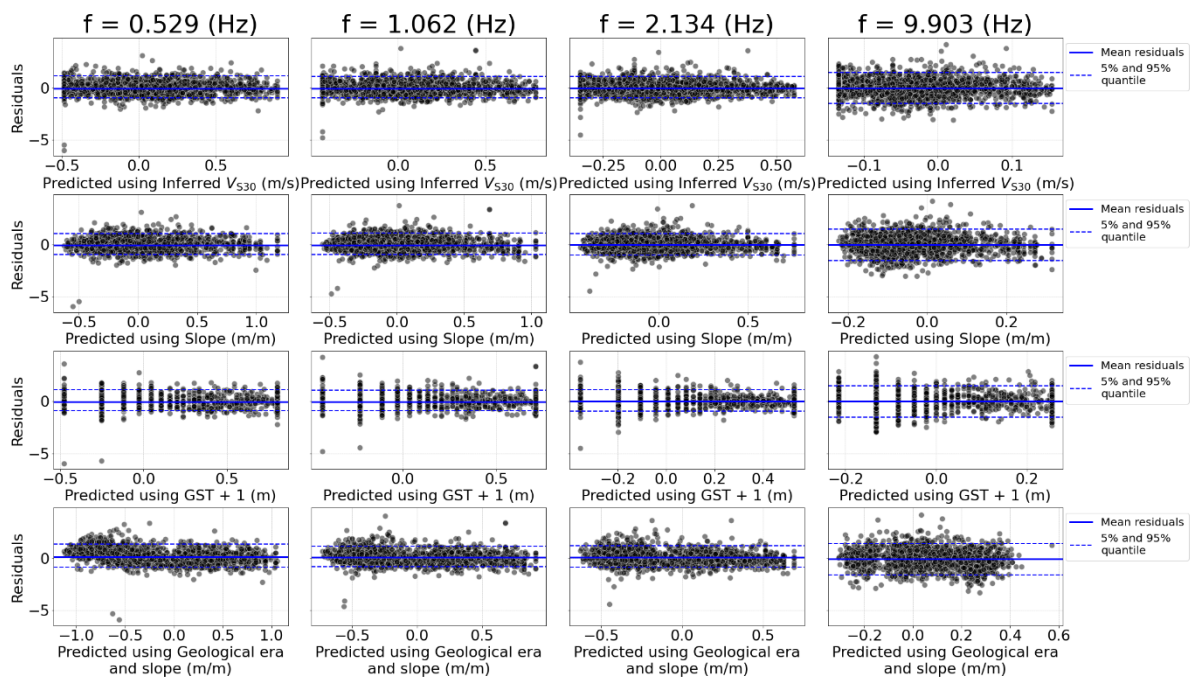 f = 0.529 (Hz) f = 1.062 (Hz) f = 2.134 (Hz) f = 9.903 (Hz)
Residuals
0
−5
−0.5 0.0 0.5
0.0 0.5
−0.25 0.00 0.25 0.50
−0.1 0.0 0.1
Predicted using Inferred VS30 (m/s) Predicted using Inferred VS30 (m/s) Predicted using Inferred VS30 (m/s) Predicted using Inferred VS30 (m/s)
Mean residuals
5% and 95%
quantile
Residuals
0
−5
−0.5 0.0 0.5 1.0
−0.5 0.0 0.5 1.0
0.0 0.5
−0.2 0.0 0.2
Predicted using Slope (m/m) Predicted using Slope (m/m) Predicted using Slope (m/m) Predicted using Slope (m/m)
Mean residuals
5% and 95%
quantile
Residuals
0
−5
−0.5 0.0 0.5
0.0 0.5
−0.2 0.0 0.2 0.4
−0.2 0.0 0.2
Predicted using GST + 1 (m) Predicted using GST + 1 (m) Predicted using GST + 1 (m) Predicted using GST + 1 (m)
Mean residuals
5% and 95%
quantile
Residuals
0
−5
−1.0 −0.5 0.0 0.5 1.0
−0.5 0.0 0.5
−0.5 0.0 0.5
−0.2 0.0 0.2 0.4 0.6
Predicted using Geological era Predicted using Geological era Predicted using Geological era Predicted using Geological era
and slope (m/m) and slope (m/m) and slope (m/m) and slope (m/m)
Mean residuals
5% and 95%
quantile